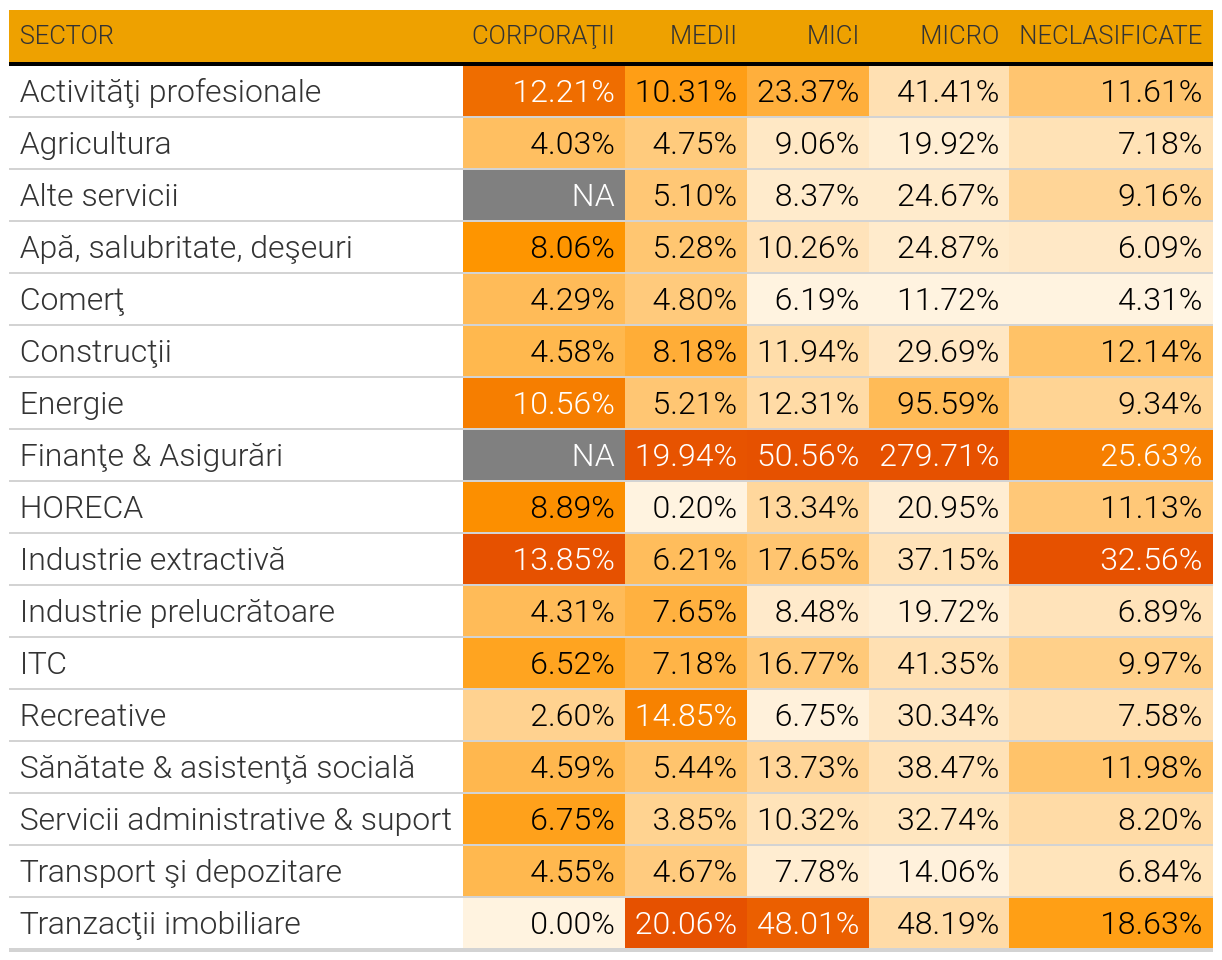 SECTOR CORPORAŢII MEDII MICI MICRO NECLASIFICATE
Activităţi profesionale 12.21% 10.31% 23.37% 41.41% 11.61%
Agricultura 4.03% 4.75% 9.06% 19.92% 7.18%
Alte servicii NA 5.10% 8.37% 24.67% 9.16%
Apă, salubritate, deşeuri 8.06% 5.28% 10.26% 24.87% 6.09%
Comerţ 4.29% 4.80% 6.19% 11.72% 4.31%
Construcţii 4.58% 8.18% 11.94% 29.69% 12.14%
Energie 10.56% 5.21% 12.31% 95.59% 9.34%
Finanţe & Asigurări NA 19.94% 50.56% 279.71% 25.63%
HORECA 8.89% 0.20% 13.34% 20.95% 11.13%
Industrie extractivă 13.85% 6.21% 17.65% 37.15% 32.56%
Industrie prelucrătoare 4.31% 7.65% 8.48% 19.72% 6.89%
ITC 6.52% 7.18% 16.77% 41.35% 9.97%
Recreative 2.60% 14.85% 6.75% 30.34% 7.58%
Sănătate & asistenţă socială 4.59% 5.44% 13.73% 38.47% 11.98%
Servicii administrative & suport 6.75% 3.85% 10.32% 32.74% 8.20%
Transport şi depozitare 4.55% 4.67% 7.78% 14.06% 6.84%
Tranzacţii imobiliare 0.00% 20.06% 48.01% 48.19% 18.63%